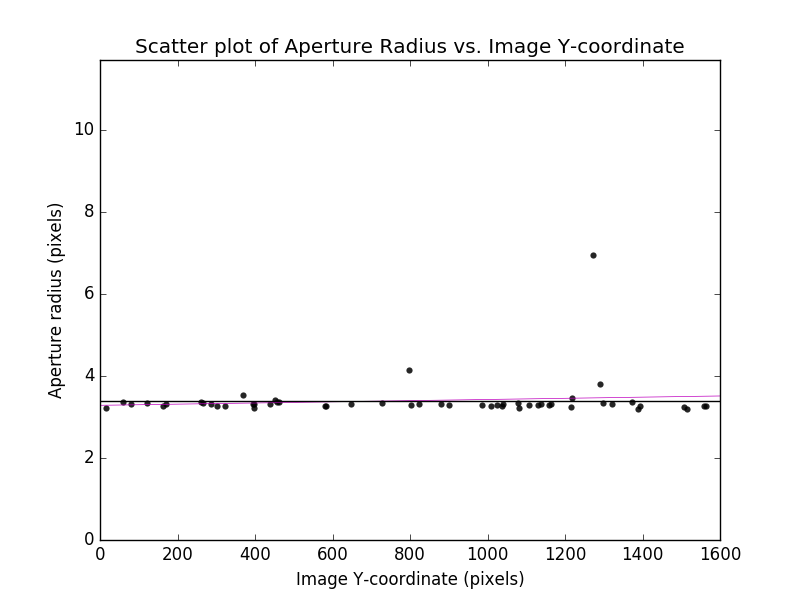 Scatter plot of Aperture Radius vs. Image Y-coordinate
10
8
6
4
2
0
Aperture radius (pixels)
0 200 400 600 800 1000 1200 1400 1600
Image Y-coordinate (pixels)